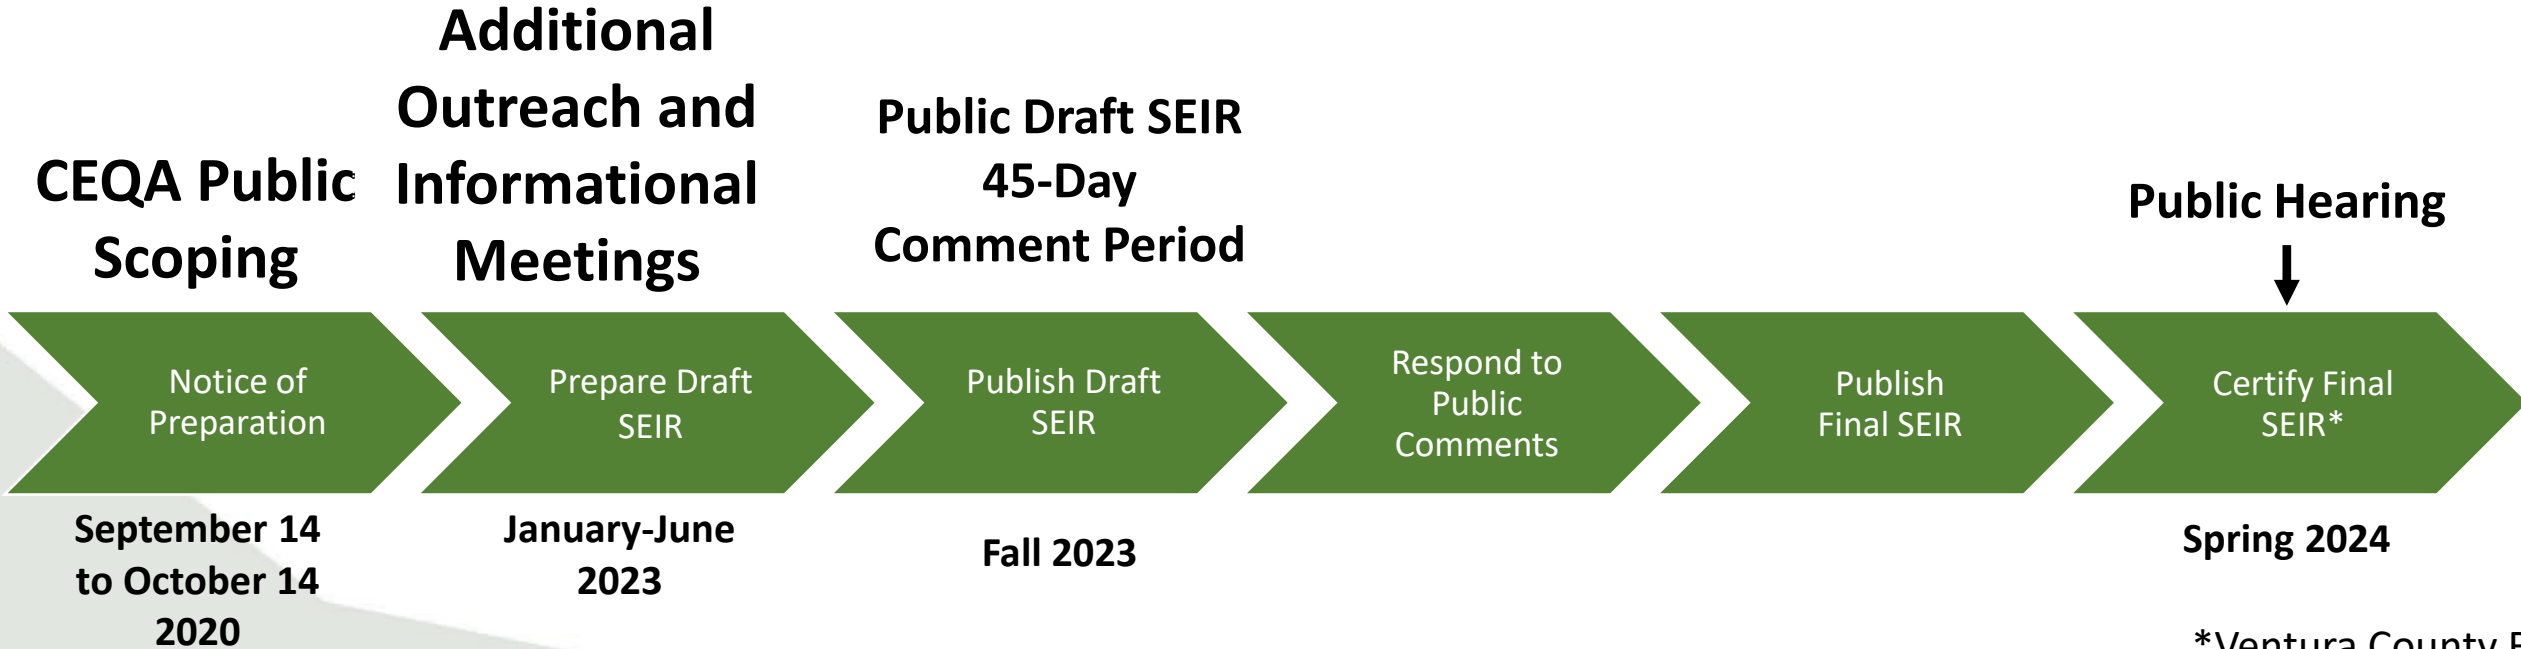 CEQA Public
Scoping
Additional
Outreach and
Informational
Meetings
Public Draft SEIR
45-Day
Comment Period
Public Hearing
Notice of
Preparation
Prepare Draft
SEIR
Publish Draft
SEIR
Respond to
Public
Comments
Publish
Final SEIR
Certify Final
SEIR*
September 14
to October 14
2020
January-June
2023
Fall 2023
Spring 2024
*Ventura County